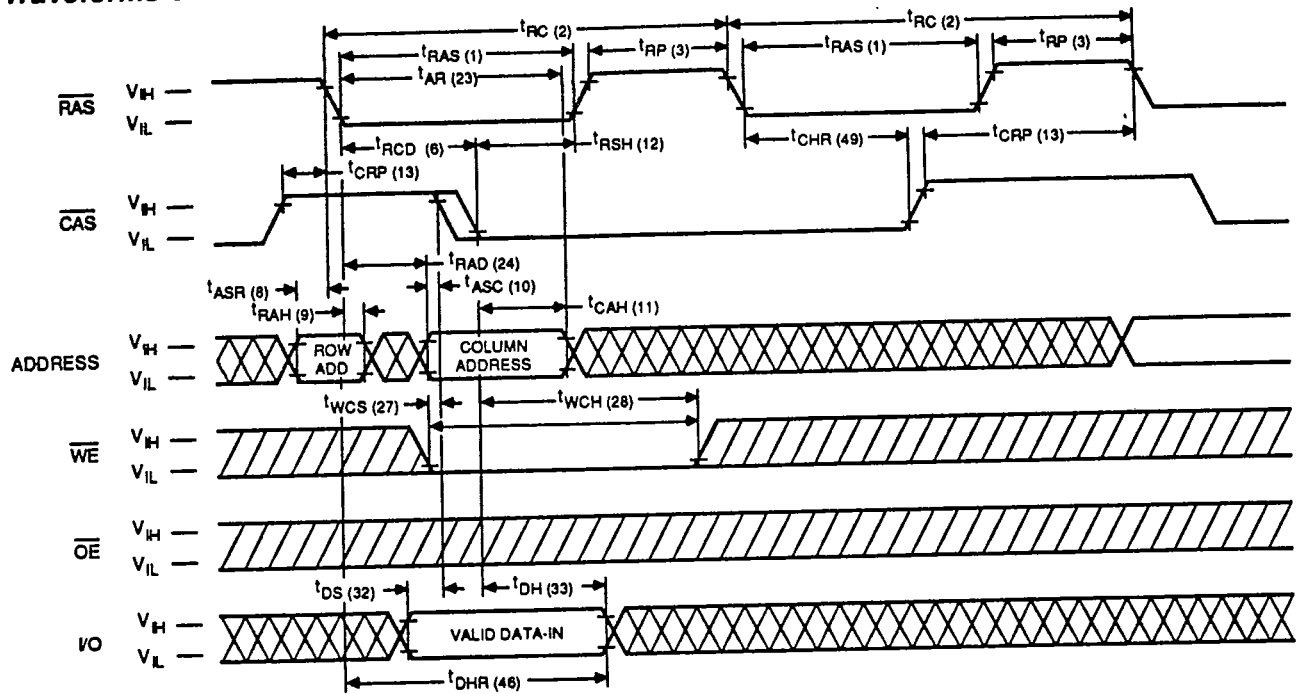 tRC (2) tRC (2)
tRAS (1) tRP (3) tRAS (1) tRP (3)
tAR (23)
RAS VIH VIL
tRCD (6) tRSH (12) tCHR (49) tCRP (13)
tCRP (13)
CAS VIH VIL
tRAD (24)
tASR (8) tASC (10)
tRAH (9) tCAH (11)
ADDRESS VIH VIL
ROW ADD
COLUMN ADDRESS
tWCS (27) tWCH (28)
WE VIH VIL
OE VIH VIL
tDS (32) tDH (33)
I/O VIH VIL
VALID DATA-IN
tDHR (46)